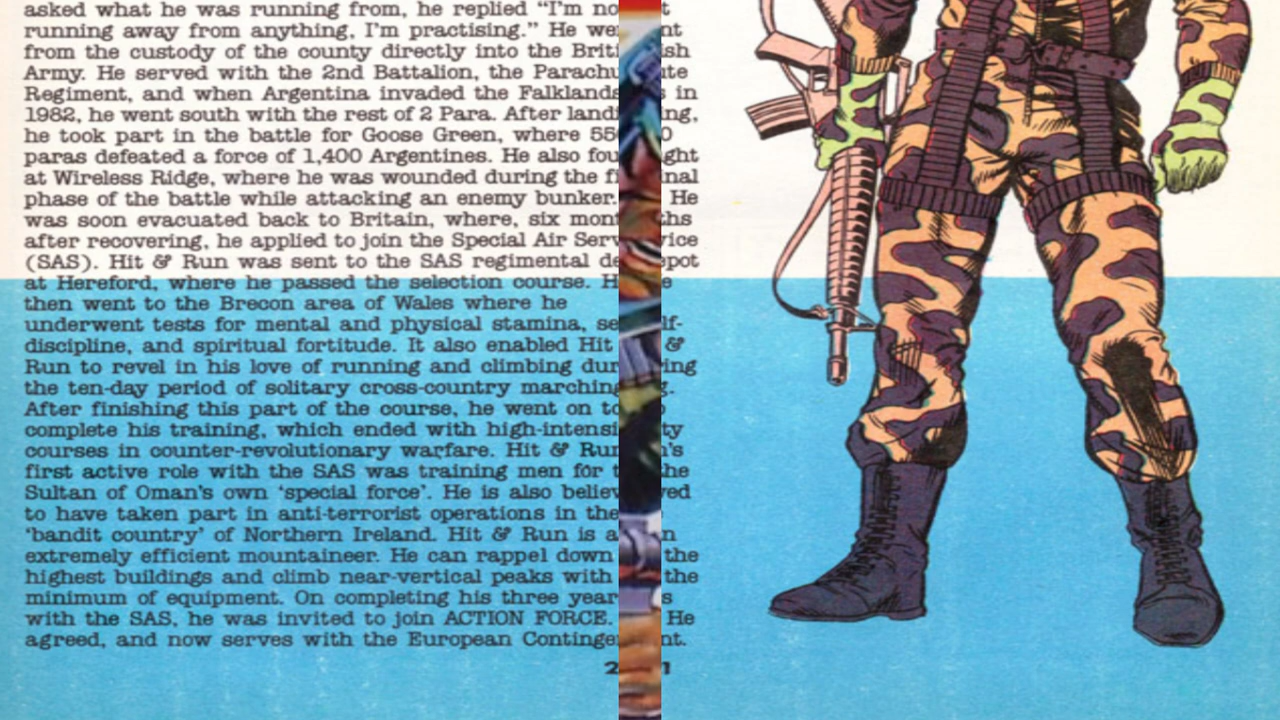 asked what he was running from, he replied “I’m not
running away from anything, I’m practising.” He went
from the custody of the county directly into the British
Army. He served with the 2nd Battalion, the Parachute
Regiment, and when Argentina invaded the Falklands in
1982, he went south with the rest of 2 Para. After landing,
he took part in the battle for Goose Green, where 550
paras defeated a force of 1,400 Argentines. He also fought
at Wireless Ridge, where he was wounded during the final
phase of the battle while attacking an enemy bunker. He
was soon evacuated back to Britain, where, six months
after recovering, he applied to join the Special Air Service
(SAS). Hit & Run was sent to the SAS regimental depot
at Hereford, where he passed the selection course. He
then went to the Brecon area of Wales where he
underwent tests for mental and physical stamina, self-
discipline, and spiritual fortitude. It also enabled Hit &
Run to revel in his love of running and climbing during
the ten-day period of solitary cross-country marching.
After finishing this part of the course, he went on to
complete his training, which ended with high-intensity
courses in counter-revolutionary warfare. Hit & Run’s
first active role with the SAS was training men for the
Sultan of Oman’s own ‘special force’. He is also believed
to have taken part in anti-terrorist operations in the
‘bandit country’ of Northern Ireland. Hit & Run is an
extremely efficient mountaineer. He can rappel down the
highest buildings and climb near-vertical peaks with the
minimum of equipment. On completing his three years
with the SAS, he was invited to join ACTION FORCE. He
agreed, and now serves with the European Contingent.
21